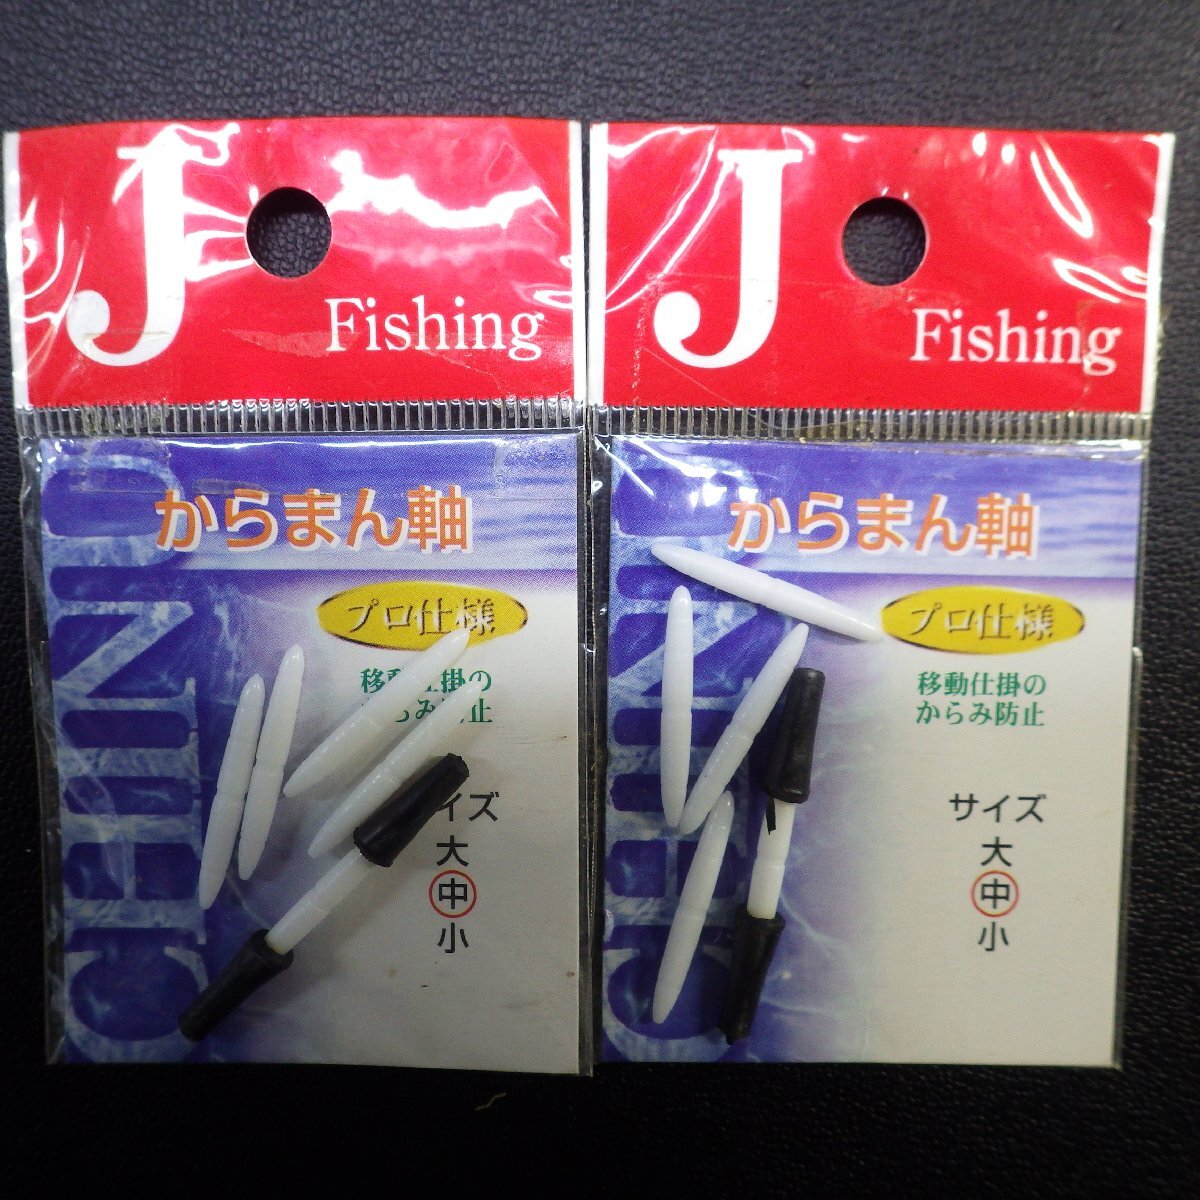 J
Fishing
からまん軸
プロ仕様
移動仕掛の
からみ防止
イズ
大
中
小
CHINU
J
Fishing
からまん軸
プロ仕様
移動仕掛の
からみ防止
サイズ
大
中
小
CHINU